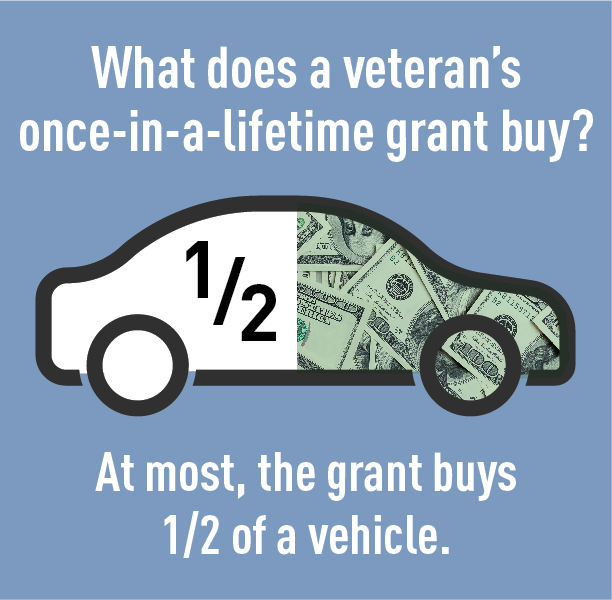 What does a veteran's
once-in-a-lifetime grant buy?
1/2
At most, the grant buys
1/2 of a vehicle.